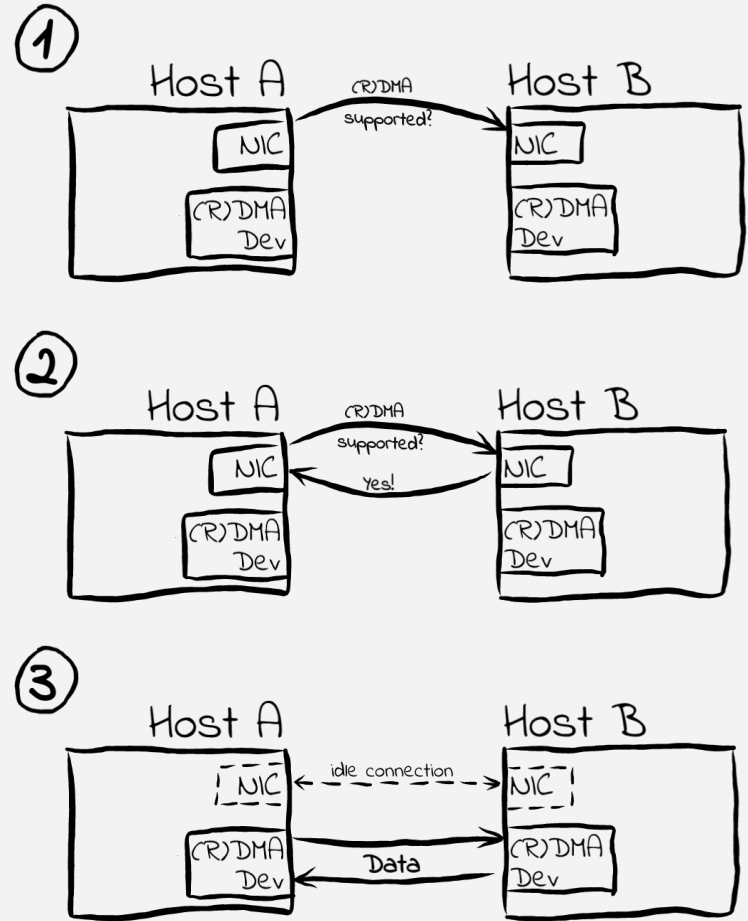 1
Host A
(R)DMA
supported?
Host B
NIC
NIC
(R)DMA
Dev
(R)DMA
Dev
2
Host A
(R)DMA
supported?
Yes!
Host B
NIC
NIC
(R)DMA
Dev
(R)DMA
Dev
3
Host A
Host B
NIC
idle connection
NIC
(R)DMA
Dev
Data
(R)DMA
Dev